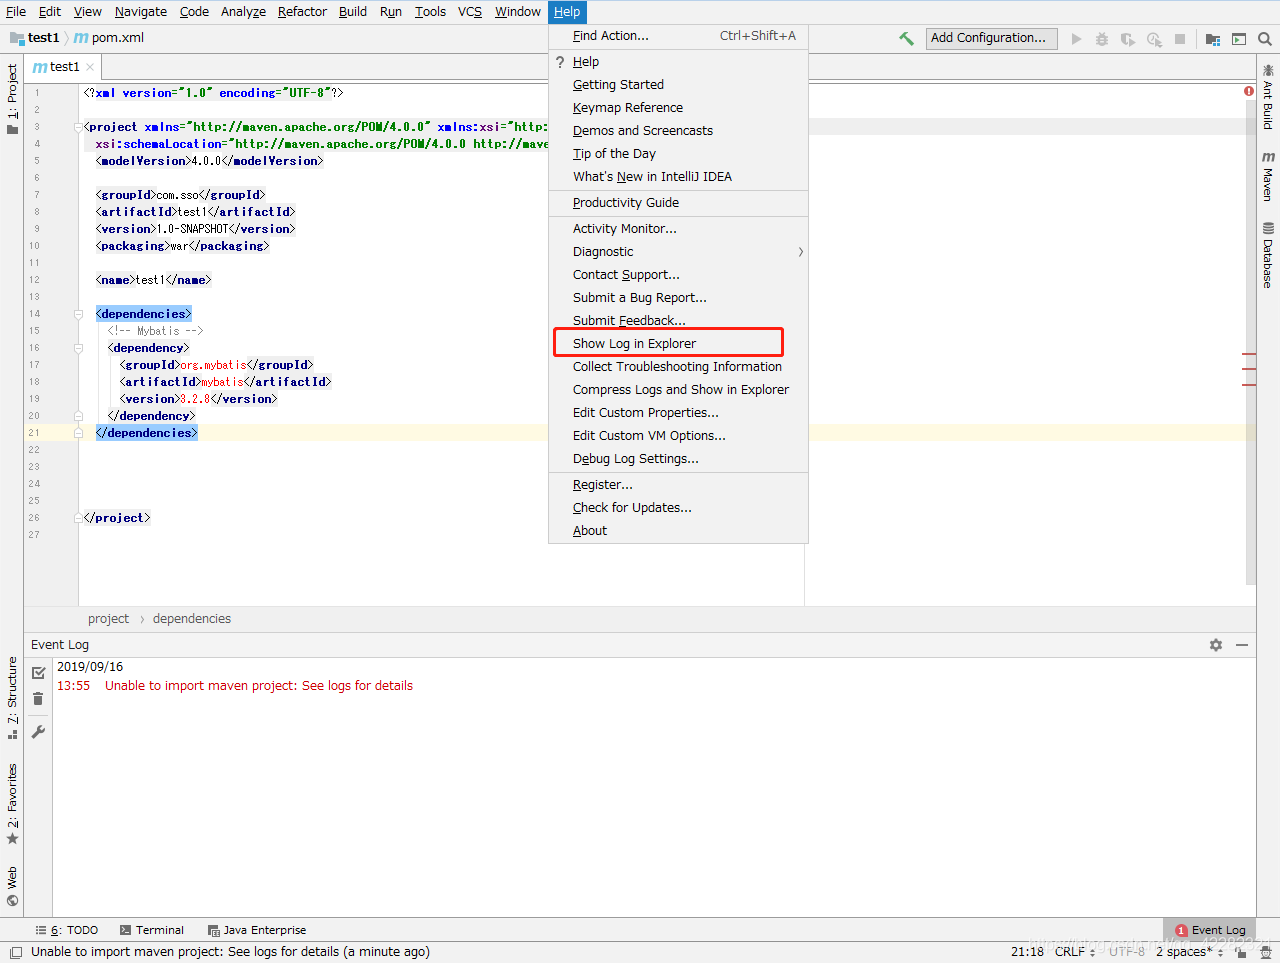 File Edit View Navigate Code Analyze Refactor Build Run Tools VCS Window Help
test1 pom.xml
Add Configuration...
Find Action... Ctrl+Shift+A
? Help
Getting Started
Keymap Reference
Demos and Screencasts
Tip of the Day
What's New in IntelliJ IDEA
Productivity Guide
Activity Monitor...
Diagnostic
Contact Support...
Submit a Bug Report...
Submit Feedback...
Show Log in Explorer
Collect Troubleshooting Information
Compress Logs and Show in Explorer
Edit Custom Properties...
Edit Custom VM Options...
Debug Log Settings...
Register...
Check for Updates...
About
1: Project
7: Structure
2: Favorites
Web
test1
1 <?xml version="1.0" encoding="UTF-8"?>
2
3 <project xmlns="http://maven.apache.org/POM/4.0.0" xmlns:xsi="http:
4 xsi:schemaLocation="http://maven.apache.org/POM/4.0.0 http://mave
5 <modelVersion>4.0.0</modelVersion>
6
7 <groupId>com.sso</groupId>
8 <artifactId>test1</artifactId>
9 <version>1.0-SNAPSHOT</version>
10 <packaging>war</packaging>
11
12 <name>test1</name>
13
14 <dependencies>
15 <!-- Mybatis -->
16 <dependency>
17 <groupId>org.mybatis</groupId>
18 <artifactId>mybatis</artifactId>
19 <version>3.2.8</version>
20 </dependency>
21 </dependencies>
22
23
24
25
26 </project>
27
Ant Build
Maven
Database
project › dependencies
Event Log
2019/09/16
13:55 Unable to import maven project: See logs for details
6: TODO Terminal Java Enterprise
1 Event Log
Unable to import maven project: See logs for details (a minute ago)
21:18 CRLF UTF-8 2 spaces*